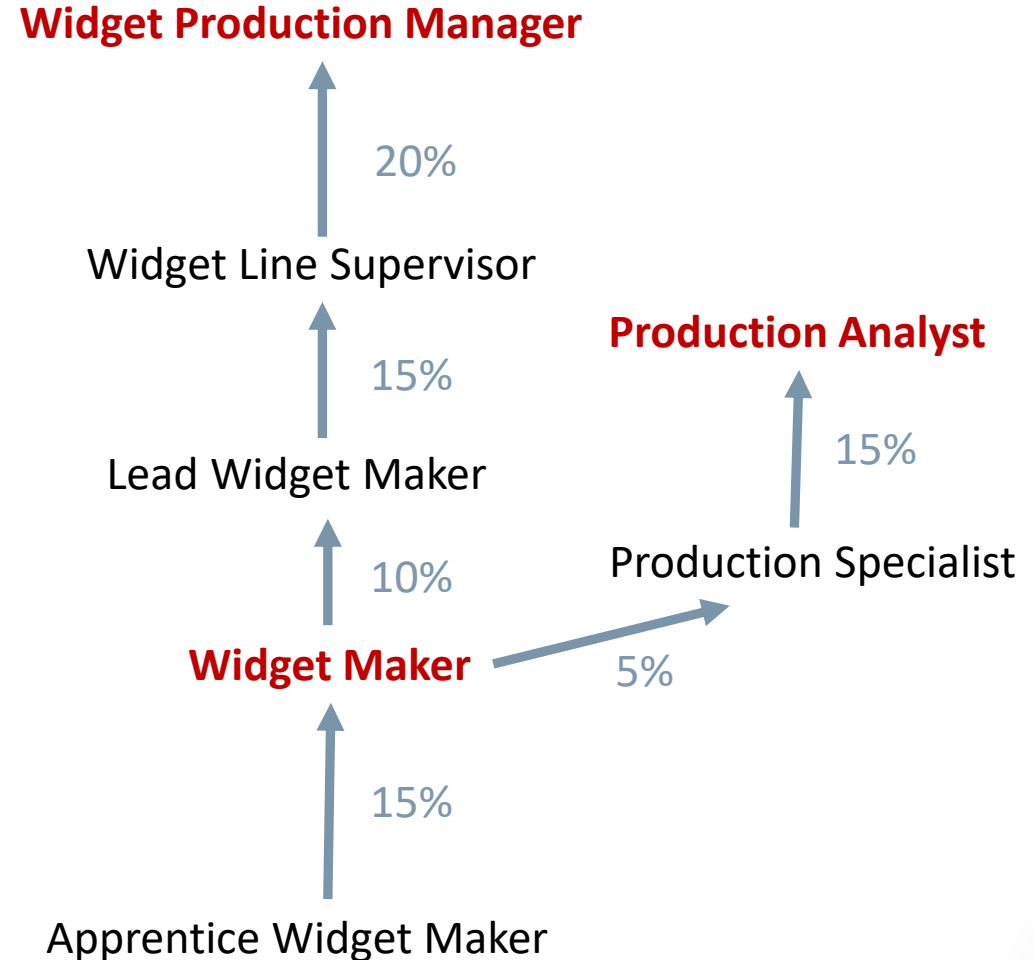 Widget Production Manager
20%
Widget Line Supervisor
Production Analyst
15%
15%
Lead Widget Maker
Production Specialist
10%
Widget Maker
5%
15%
Apprentice Widget Maker